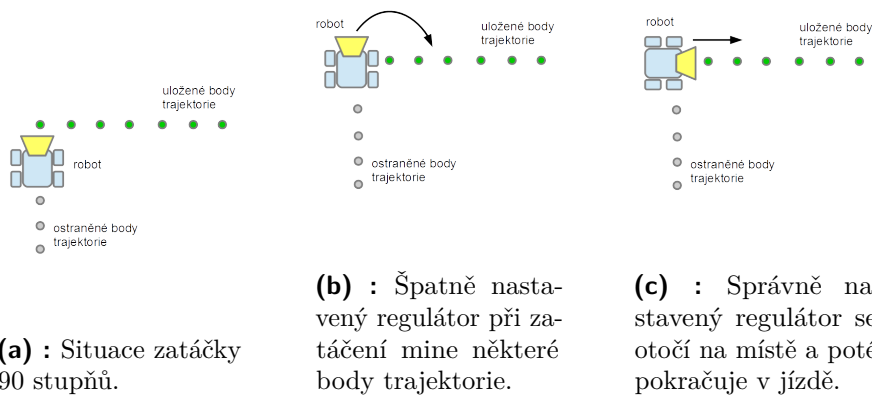 uložené body
trajektorie
robot
ostraněné body
trajektorie
(a) : Situace zatáčky
90 stupňů.
robot
uložené body
trajektorie
ostraněné body
trajektorie
(b) : Špatně nasta-
vený regulátor při za-
táčení mine některé
body trajektorie.
robot
uložené body
trajektorie
ostraněné body
trajektorie
(c) : Správně na
stavený regulátor se
otočí na místě a poté
pokračuje v jízdě.